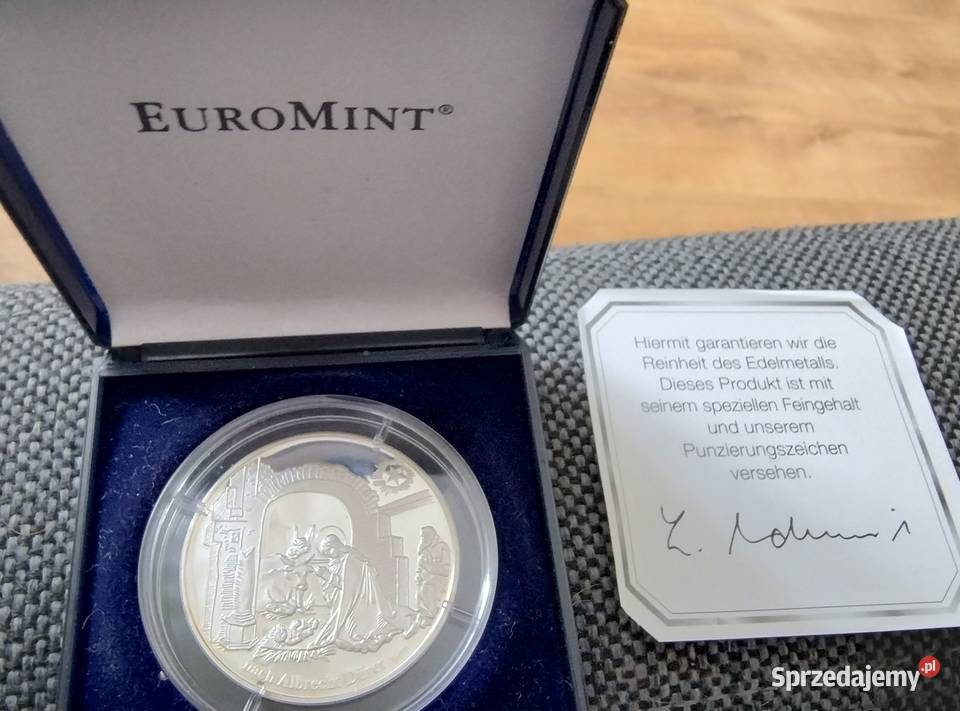 EUROMINT®
Hiermit garantieren wir die
Reinheit des Edelmetalls.
Dieses Produkt ist mit
seinem speziellen Feingehalt
und unserem
Punzierungszeichen
versehen.
nach Albrecht Dürer
Sprzedajemy.pl